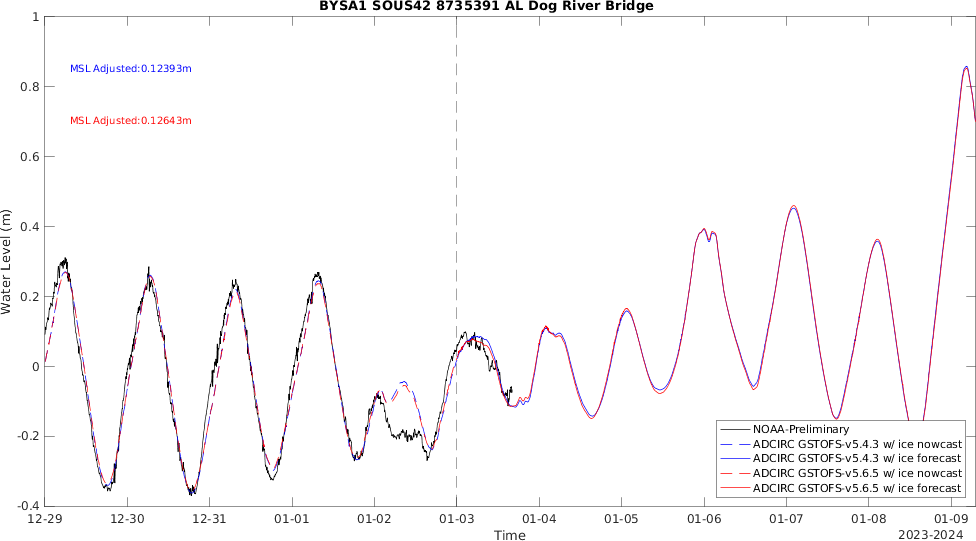 BYSA1 SOUS42 8735391 AL Dog River Bridge
MSL Adjusted:0.12393m
MSL Adjusted:0.12643m
Water Level (m)
1
0.8
0.6
0.4
0.2
0
-0.2
-0.4
NOAA-Preliminary
ADCIRC GSTOFS-v5.4.3 w/ ice nowcast
ADCIRC GSTOFS-v5.4.3 w/ ice forecast
ADCIRC GSTOFS-v5.6.5 w/ ice nowcast
ADCIRC GSTOFS-v5.6.5 w/ ice forecast
12-29 12-30 12-31 01-01 01-02 01-03 01-04 01-05 01-06 01-07 01-08 01-09
Time
2023-2024